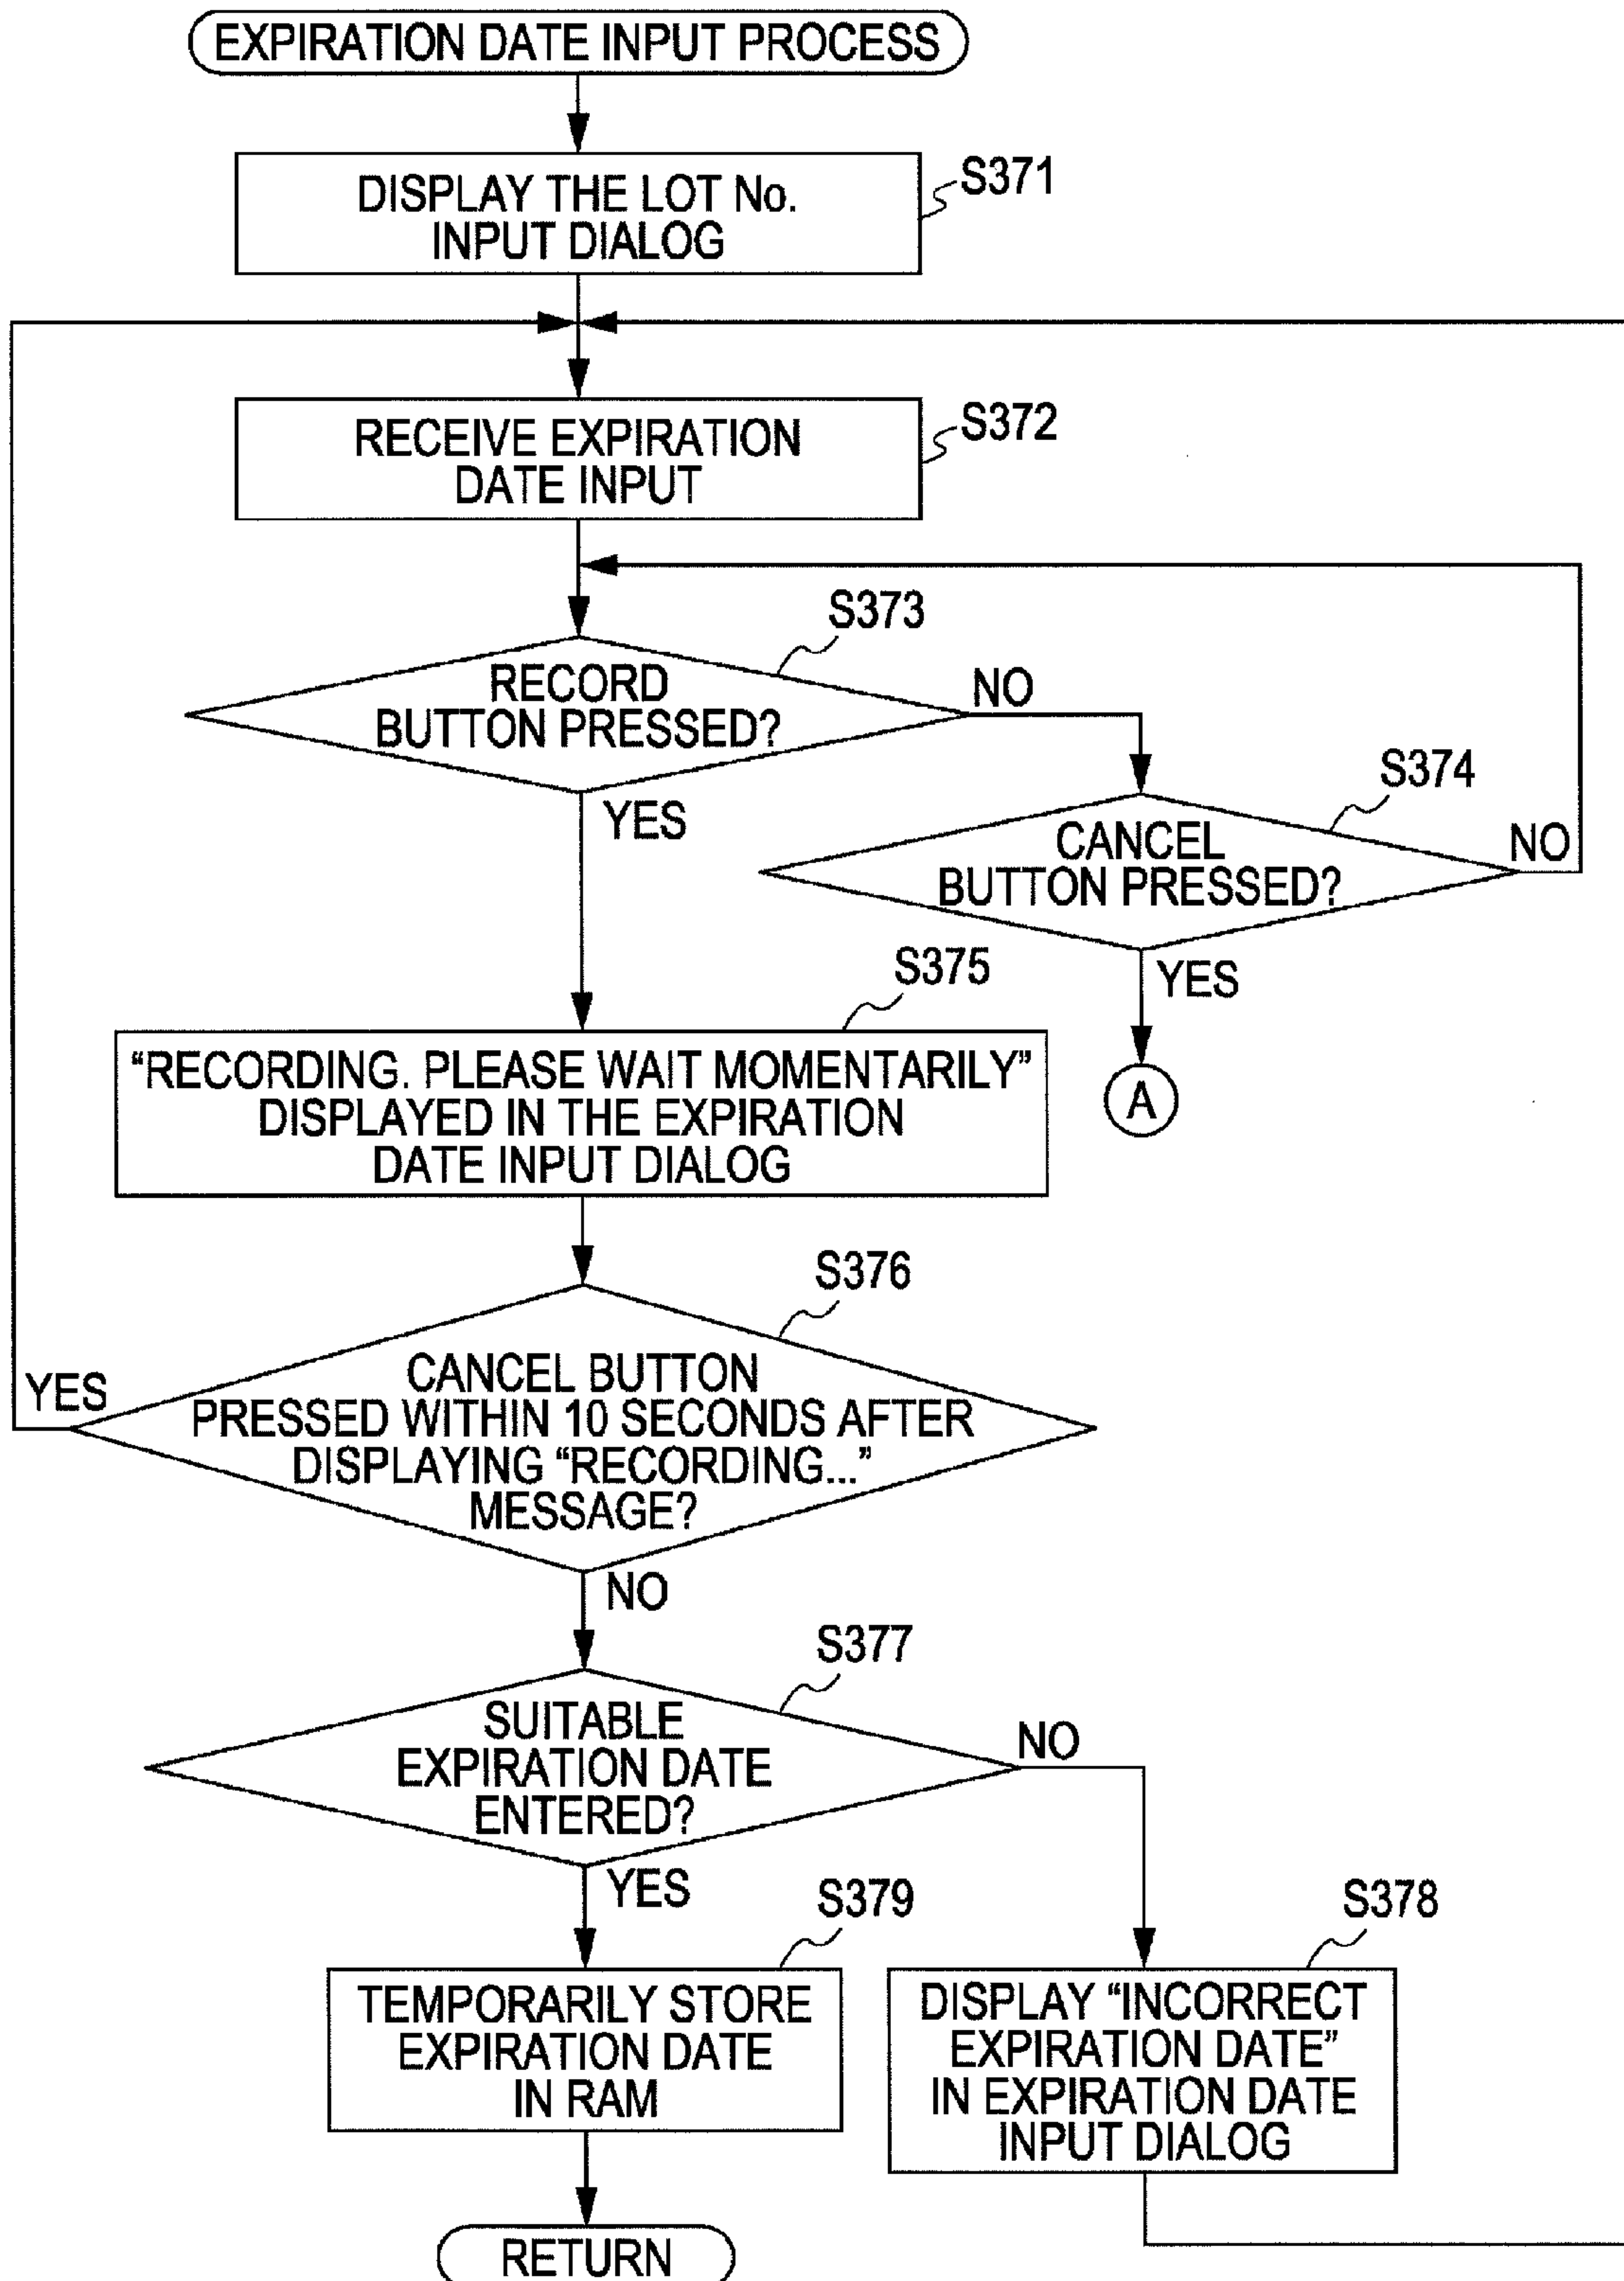 EXPIRATION DATE INPUT PROCESS
S371
DISPLAY THE LOT No.
INPUT DIALOG
S372
RECEIVE EXPIRATION
DATE INPUT
S373
RECORD
BUTTON PRESSED?
NO
YES
S374
CANCEL
BUTTON PRESSED?
NO
YES
A
S375
“RECORDING. PLEASE WAIT MOMENTARILY”
DISPLAYED IN THE EXPIRATION
DATE INPUT DIALOG
S376
CANCEL BUTTON
PRESSED WITHIN 10 SECONDS AFTER
DISPLAYING “RECORDING...”
MESSAGE?
YES
NO
S377
SUITABLE
EXPIRATION DATE
ENTERED?
NO
YES
S379
TEMPORARILY STORE
EXPIRATION DATE
IN RAM
S378
DISPLAY “INCORRECT
EXPIRATION DATE”
IN EXPIRATION DATE
INPUT DIALOG
RETURN